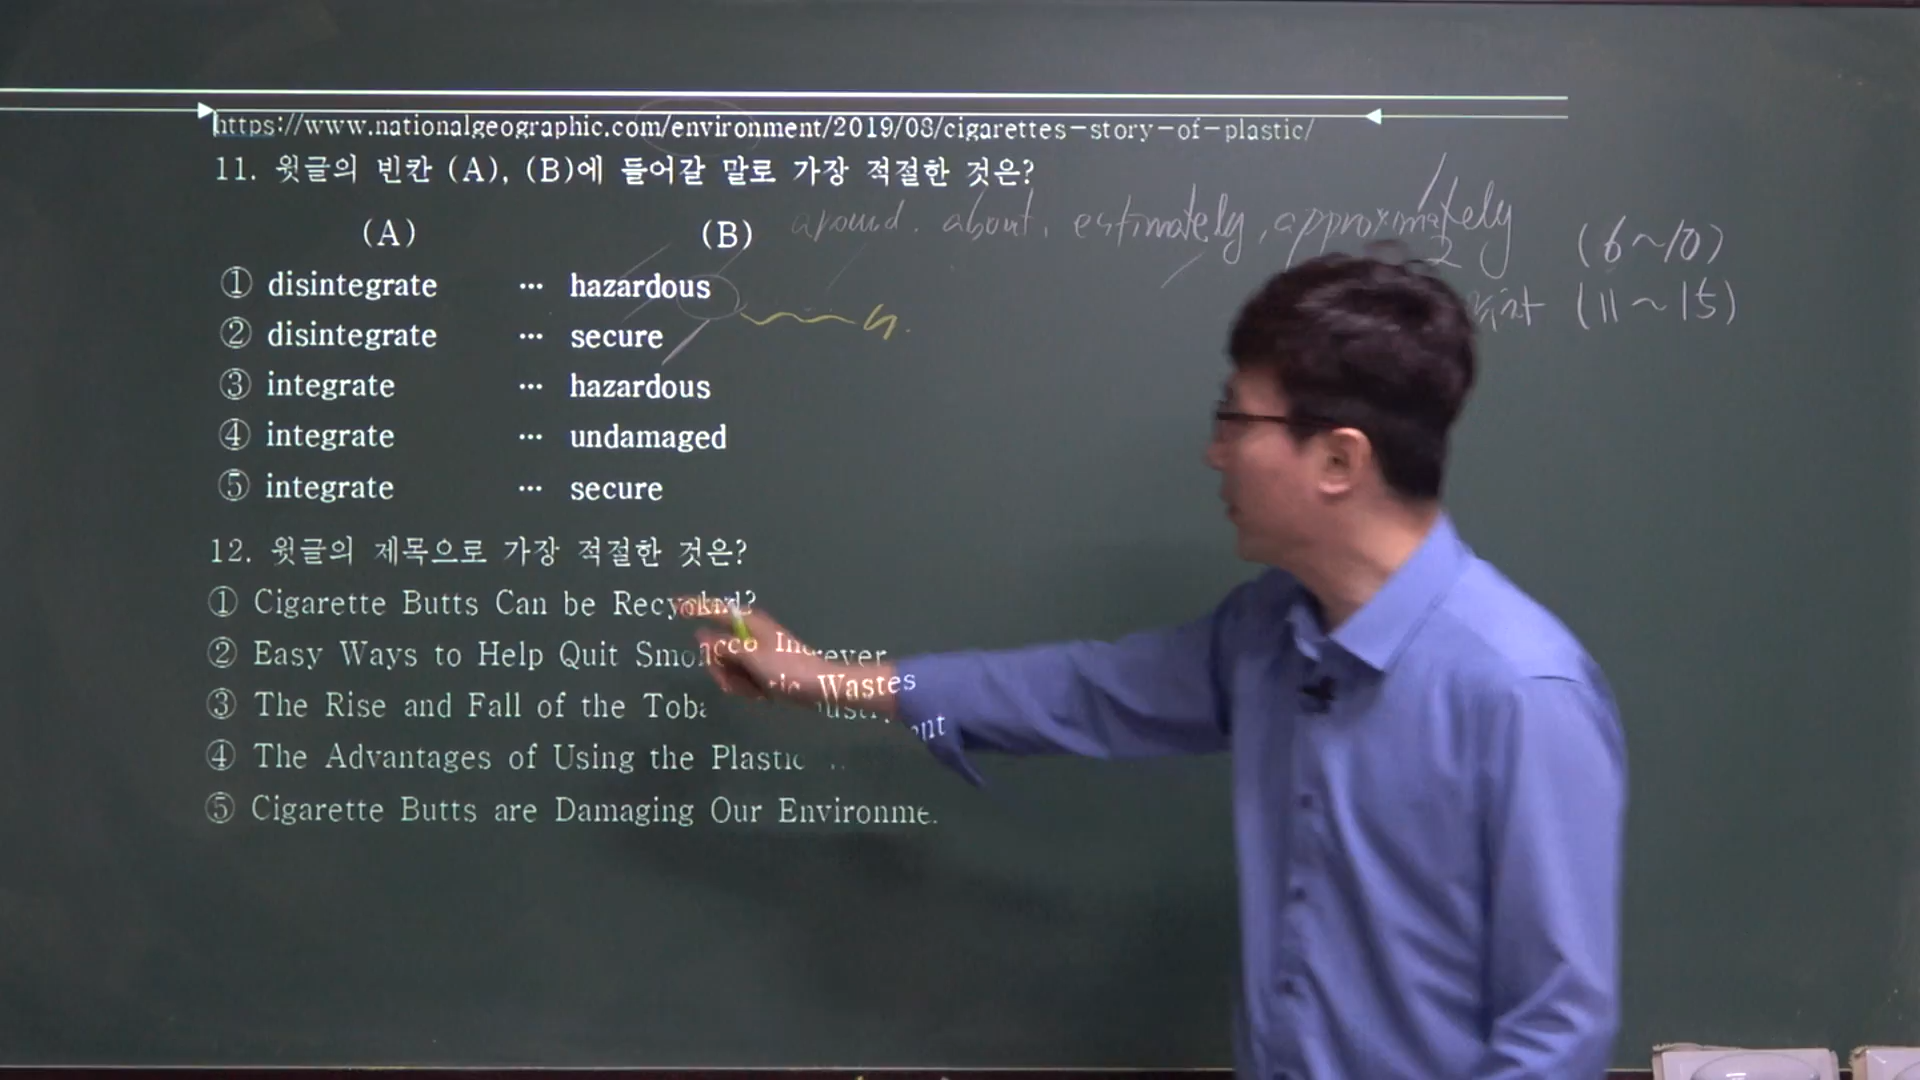 https://www.nationalgeographic.com/environment/2019/08/cigarettes-story-of-plastic/
11. 윗글의 빈칸 (A), (B)에 들어갈 말로 가장 적절한 것은?
around. about, estimately, approximately
(A) (B)
2 (6~10)
① disintegrate ··· hazardous
(11~15)
② disintegrate ··· secure
③ integrate ··· hazardous
④ integrate ··· undamaged
⑤ integrate ··· secure
12. 윗글의 제목으로 가장 적절한 것은?
① Cigarette Butts Can be
② Easy Ways to Help Quit
③ The Rise and Fall of the
④ The Advantages of Using the Plastic Wastes
⑤ Cigarette Butts are Damaging Our